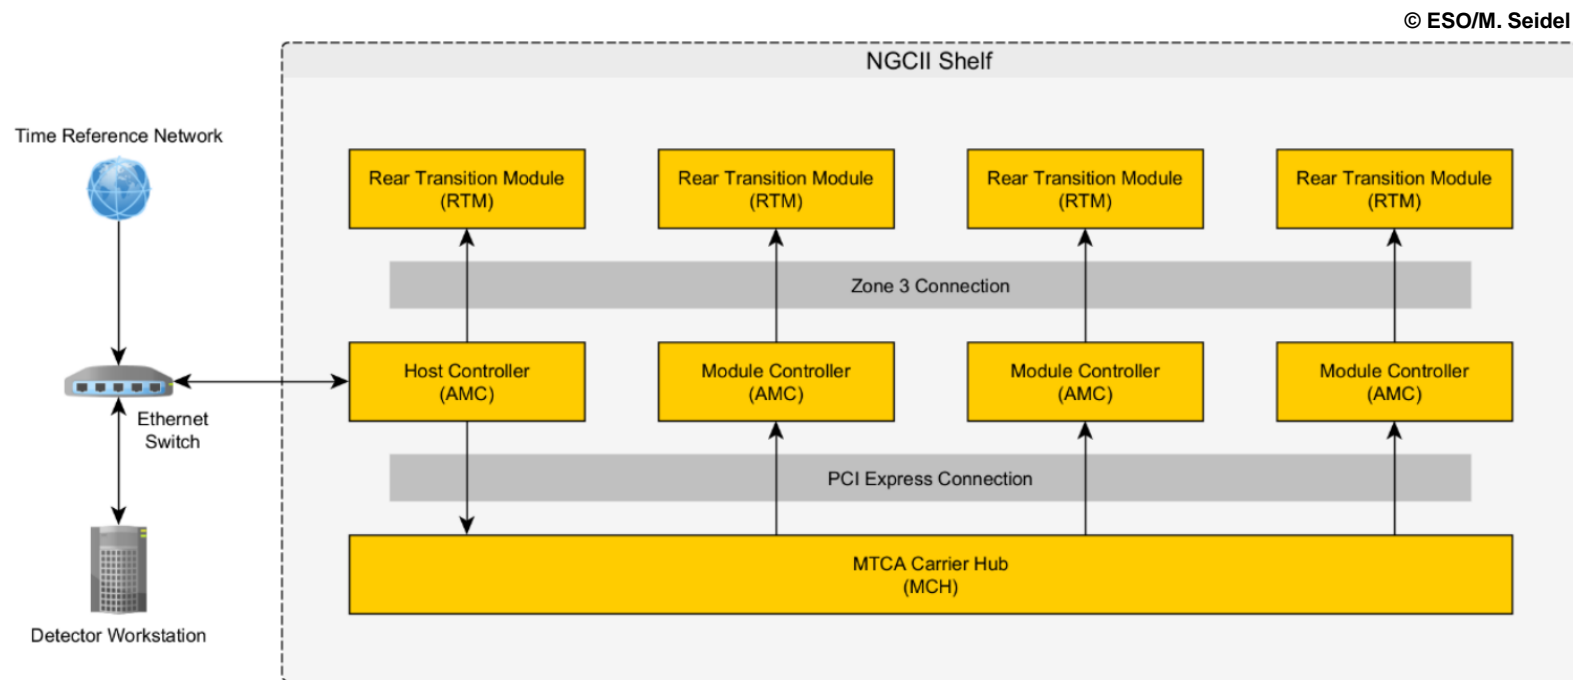 © ESO/M. Seidel
NGCII Shelf
Time Reference Network
Rear Transition Module
(RTM)
Rear Transition Module
(RTM)
Rear Transition Module
(RTM)
Rear Transition Module
(RTM)
Zone 3 Connection
Host Controller
(AMC)
Module Controller
(AMC)
Module Controller
(AMC)
Module Controller
(AMC)
Ethernet
Switch
PCI Express Connection
MTCA Carrier Hub
(MCH)
Detector Workstation